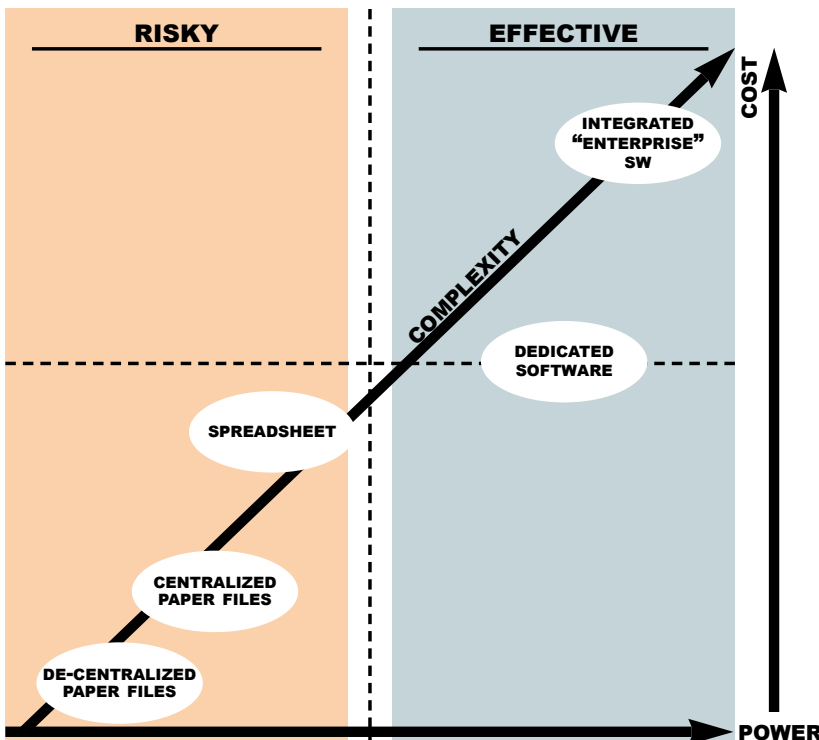 RISKY
EFFECTIVE
COST
INTEGRATED
“ENTERPRISE”
SW
COMPLEXITY
DEDICATED
SOFTWARE
SPREADSHEET
CENTRALIZED
PAPER FILES
DE-CENTRALIZED
PAPER FILES
POWER